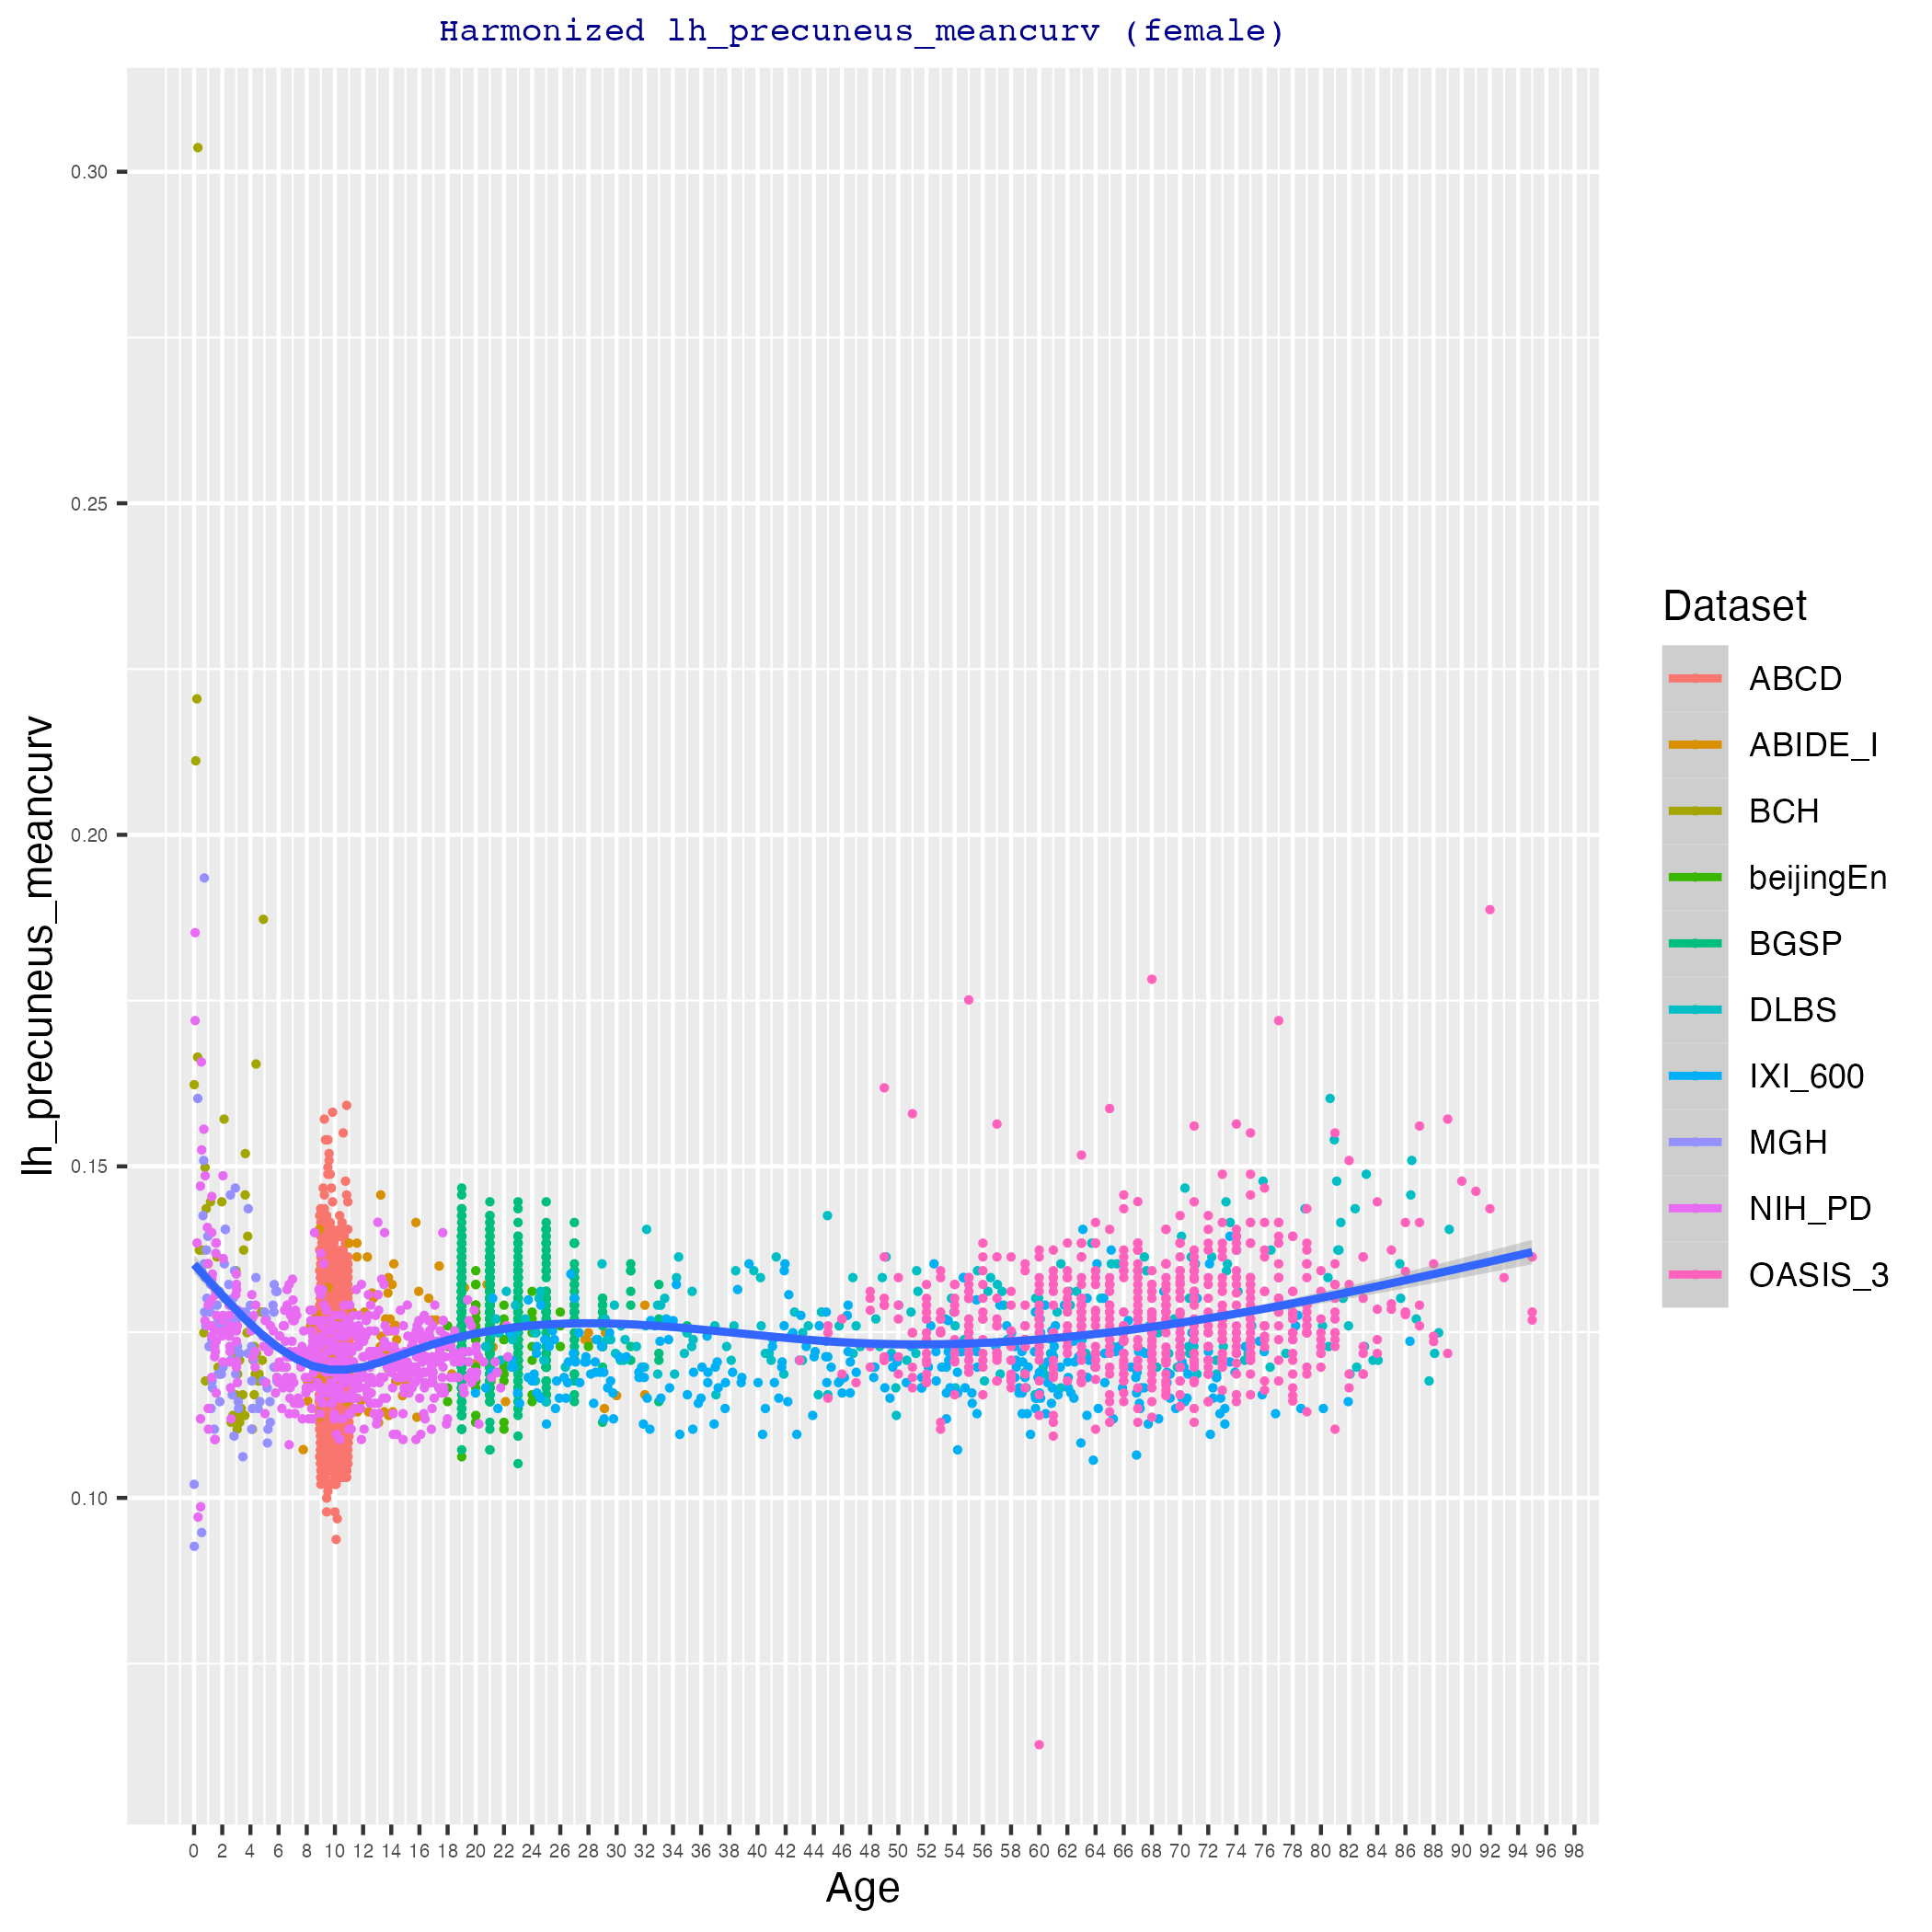 Harmonized lh_precuneus_meancurv (female)
lh_precuneus_meancurv
0.30
0.25
0.20
0.15
0.10
0 2 4 6 8 10 12 14 16 18 20 22 24 26 28 30 32 34 36 38 40 42 44 46 48 50 52 54 56 58 60 62 64 66 68 70 72 74 76 78 80 82 84 86 88 90 92 94 96 98
Age
Dataset
ABCD
ABIDE_I
BCH
beijingEn
BGSP
DLBS
IXI_600
MGH
NIH_PD
OASIS_3